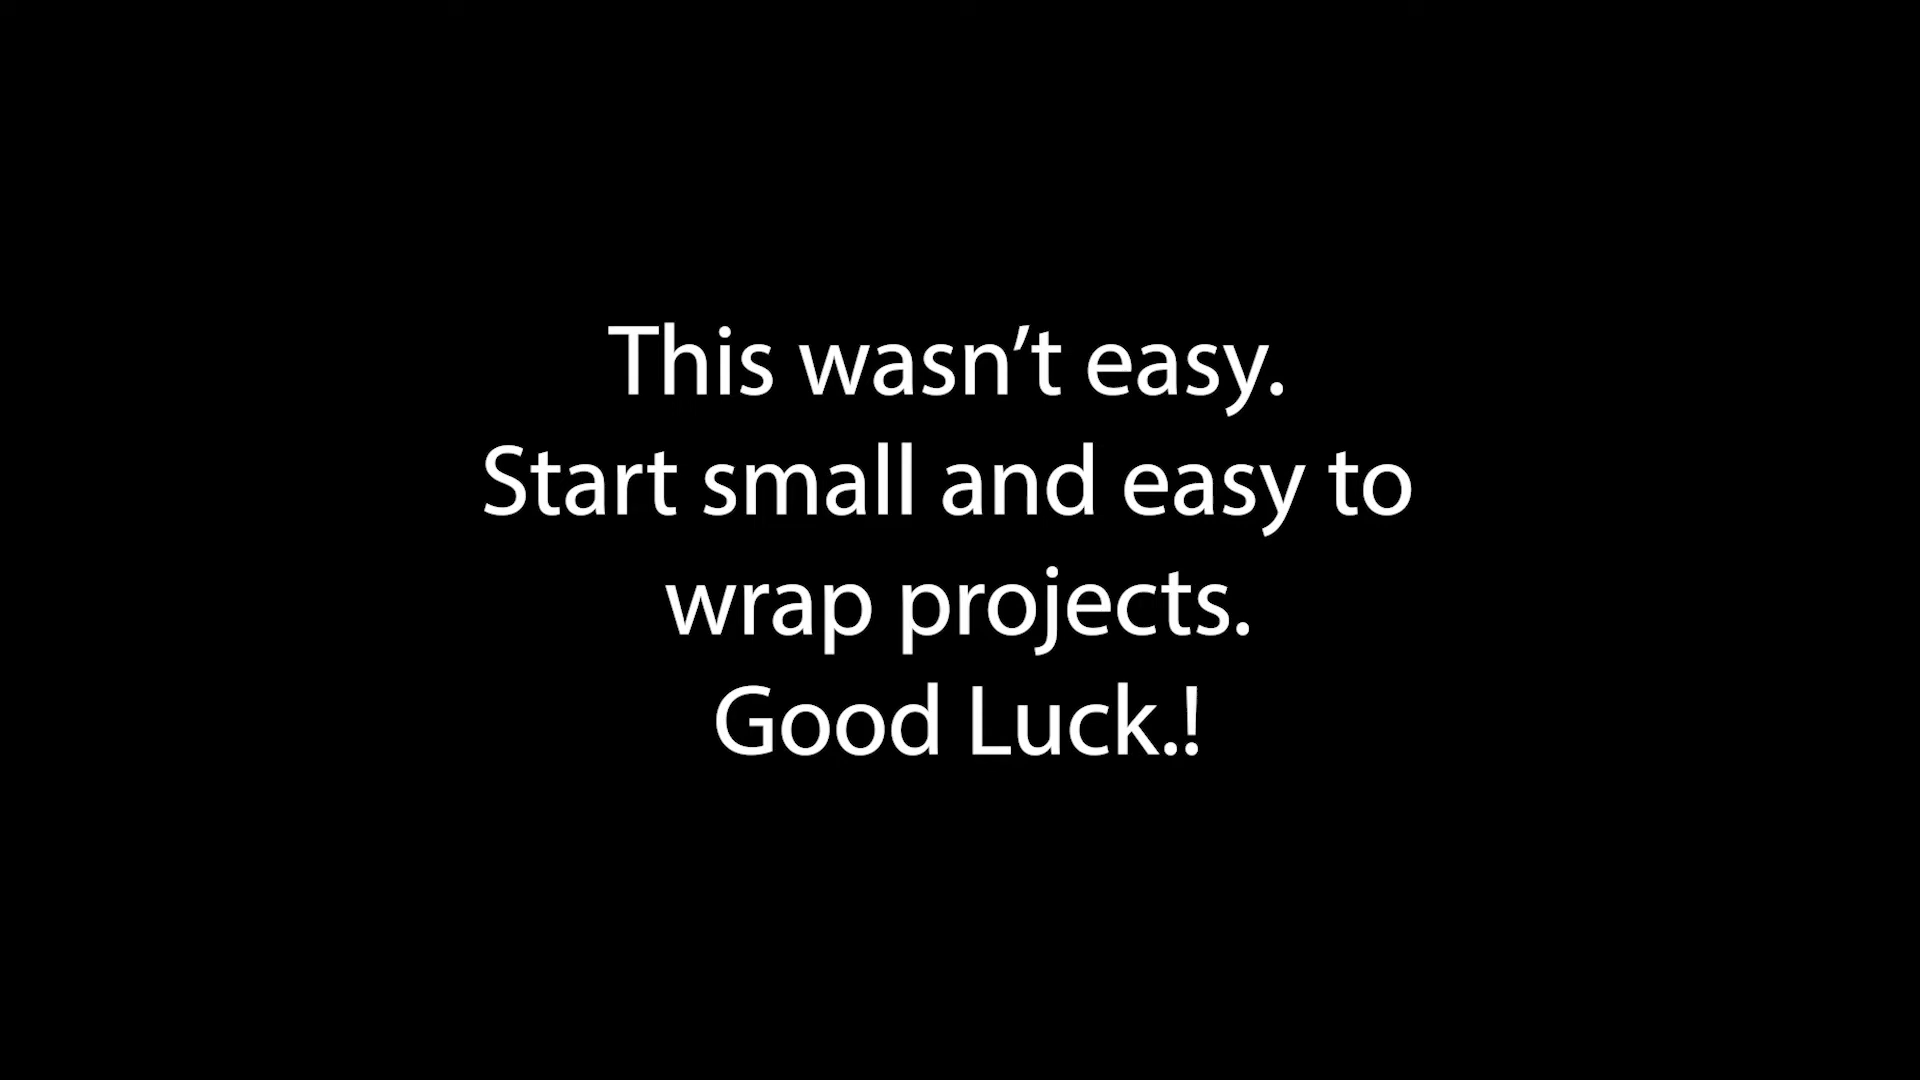 This wasn’t easy.
Start small and easy to
wrap projects.
Good Luck.!